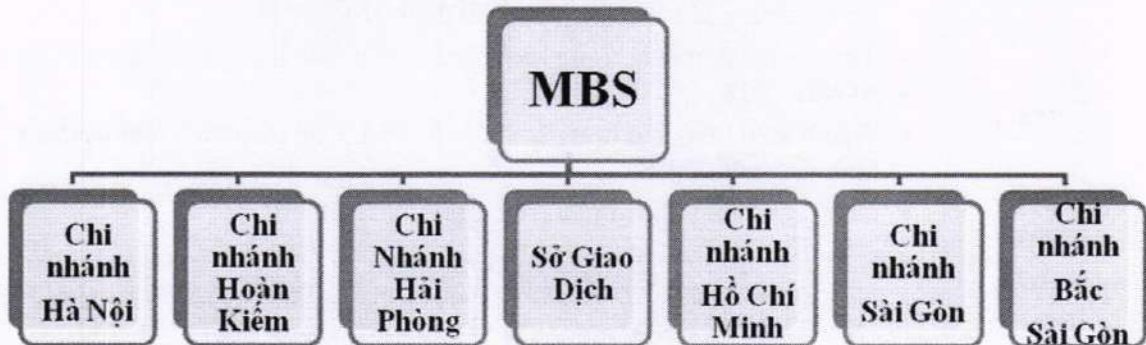 MBS
Chi
nhánh
Hà Nội
Chi
nhánh
Hoàn
Kiếm
Chi
Nhánh
Hải
Phòng
Sở Giao
Dịch
Chi
nhánh
Hồ Chí
Minh
Chi
nhánh
Sài Gòn
Chi
nhánh
Bắc
Sài Gòn